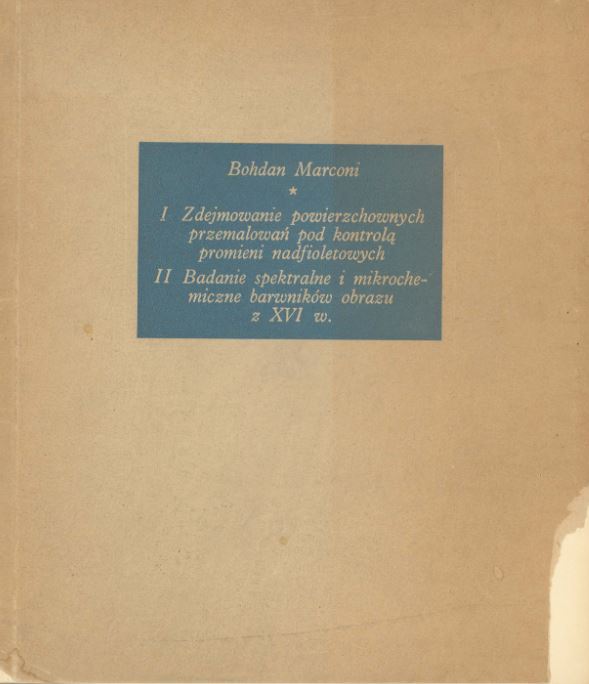 Bohdan Marconi
*
I Zdejmowanie powierzchownych
przemalowań pod kontrolą
promieni nadfioletowych
II Badanie spektralne i mikroche-
miczne barwników obrazu
z XVI w.